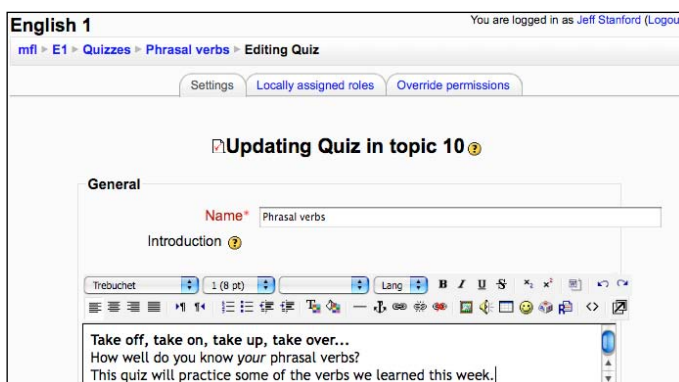 English 1
You are logged in as Jeff Stanford (Logou
mfl ► E1 ► Quizzes ► Phrasal verbs ► Editing Quiz
Settings Locally assigned roles Override permissions
Updating Quiz in topic 10
General
Name* Phrasal verbs
Introduction
Trebuchet 1 (8 pt) Lang B I U S x₂ x²
Take off, take on, take up, take over...
How well do you know your phrasal verbs?
This quiz will practice some of the verbs we learned this week.